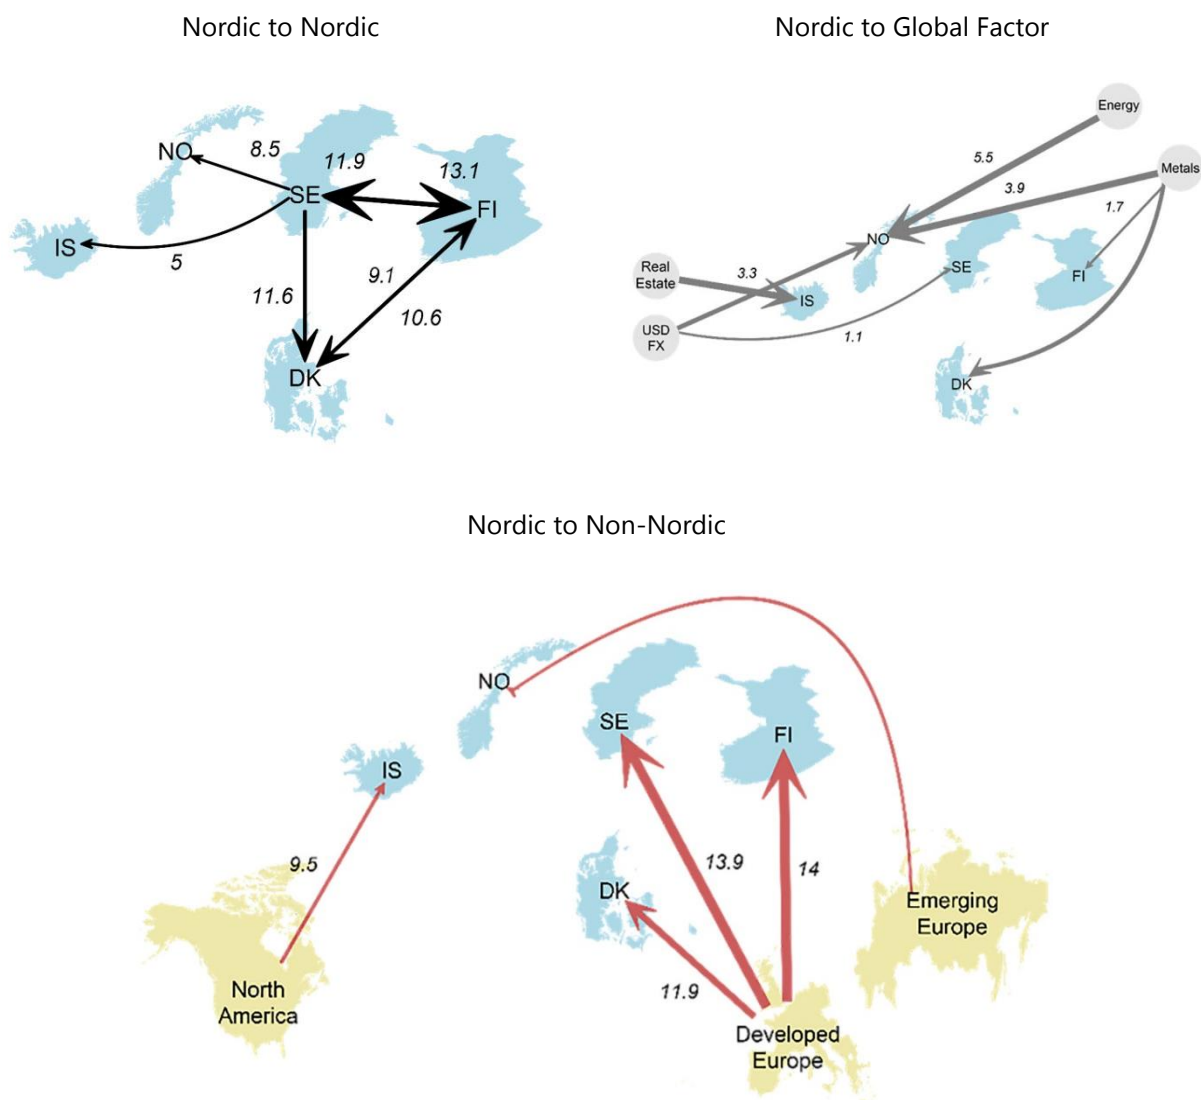 Nordic to Nordic
NO
8.5
11.9
SE
13.1
FI
IS
5
9.1
11.6
10.6
DK
Nordic to Global Factor
Energy
5.5
Metals
3.9
1.7
NO
SE
FI
Real
Estate
3.3
IS
USD
FX
1.1
DK
Nordic to Non-Nordic
NO
SE
FI
IS
9.5
13.9
14
DK
Emerging
Europe
11.9
North
America
Developed
Europe